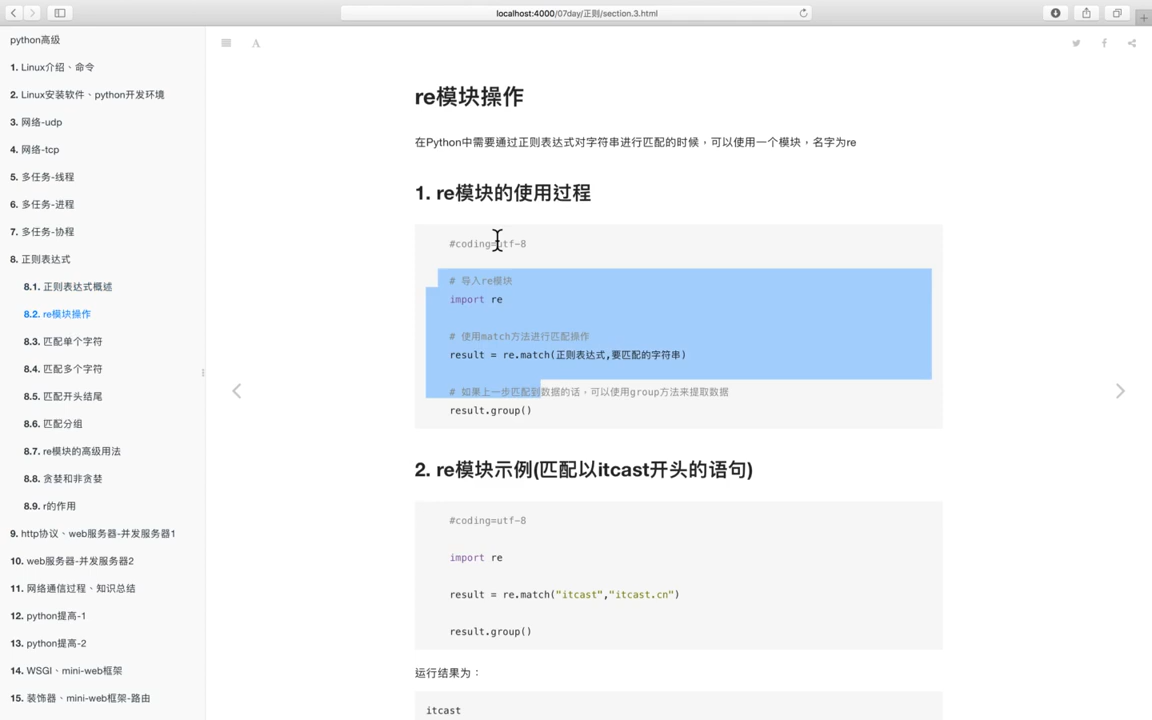 localhost:4000/07day/正则/section.3.html
python高级
1. Linux介绍、命令
2. Linux安装软件、python开发环境
3. 网络-udp
4. 网络-tcp
5. 多任务-线程
6. 多任务-进程
7. 多任务-协程
8. 正则表达式
8.1. 正则表达式概述
8.2. re模块操作
8.3. 匹配单个字符
8.4. 匹配多个字符
8.5. 匹配开头结尾
8.6. 匹配分组
8.7. re模块的高级用法
8.8. 贪婪和非贪婪
8.9. r的作用
9. http协议、web服务器-并发服务器1
10. web服务器-并发服务器2
11. 网络通信过程、知识总结
12. python提高-1
13. python提高-2
14. WSGI、mini-web框架
15. 装饰器、mini-web框架-路由
A
re模块操作
在Python中需要通过正则表达式对字符串进行匹配的时候，可以使用一个模块，名字为re
1. re模块的使用过程
#coding=utf-8
# 导入re模块
import re
# 使用match方法进行匹配操作
result = re.match(正则表达式,要匹配的字符串)
# 如果上一步匹配到数据的话，可以使用group方法来提取数据
result.group()
2. re模块示例(匹配以itcast开头的语句)
#coding=utf-8
import re
result = re.match("itcast","itcast.cn")
result.group()
运行结果为：
itcast